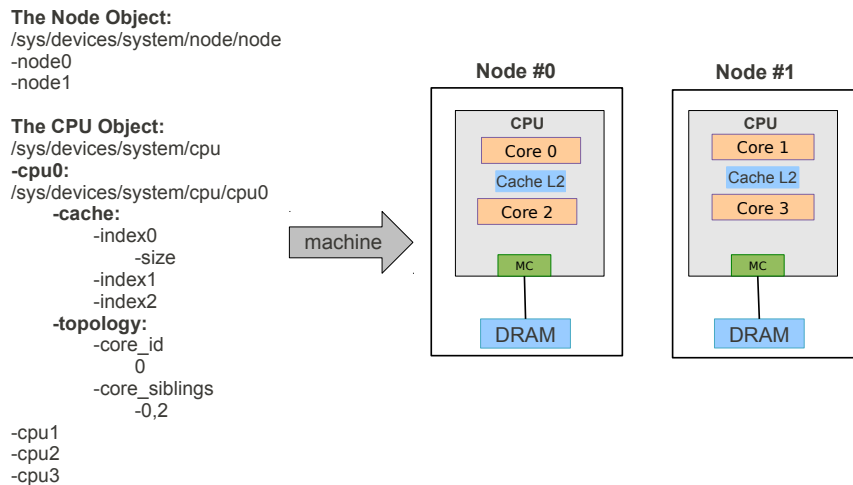 The Node Object:
/sys/devices/system/node/node
-node0
-node1
The CPU Object:
/sys/devices/system/cpu
-cpu0:
/sys/devices/system/cpu/cpu0
-cache:
-index0
-size
-index1
-index2
-topology:
-core_id
0
-core_siblings
-0,2
-cpu1
-cpu2
-cpu3
machine
Node #0
CPU
Core 0
Cache L2
Core 2
MC
DRAM
Node #1
CPU
Core 1
Cache L2
Core 3
MC
DRAM